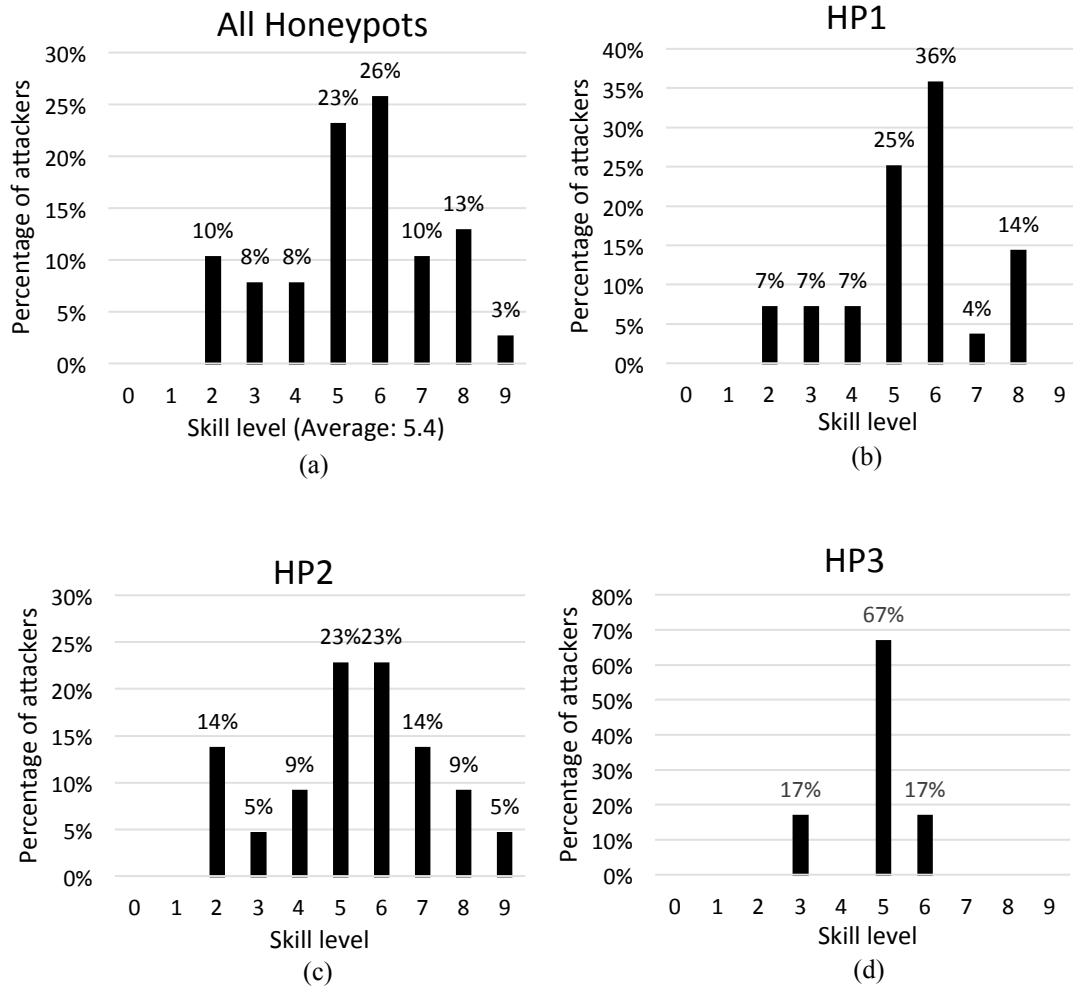 All Honeypots
Percentage of attackers
30%
25%
20%
15%
10%
5%
0%
10%
8%
8%
23%
26%
10%
13%
3%
0 1 2 3 4 5 6 7 8 9
Skill level (Average: 5.4)
(a)
HP1
Percentage of attackers
40%
35%
30%
25%
20%
15%
10%
5%
0%
7%
7%
7%
25%
36%
4%
14%
0 1 2 3 4 5 6 7 8 9
Skill level
(b)
HP2
Percentage of attackers
30%
25%
20%
15%
10%
5%
0%
14%
5%
9%
23%
23%
14%
9%
5%
0 1 2 3 4 5 6 7 8 9
Skill level
(c)
HP3
Percentage of attackers
80%
70%
60%
50%
40%
30%
20%
10%
0%
17%
67%
17%
0 1 2 3 4 5 6 7 8 9
Skill level
(d)